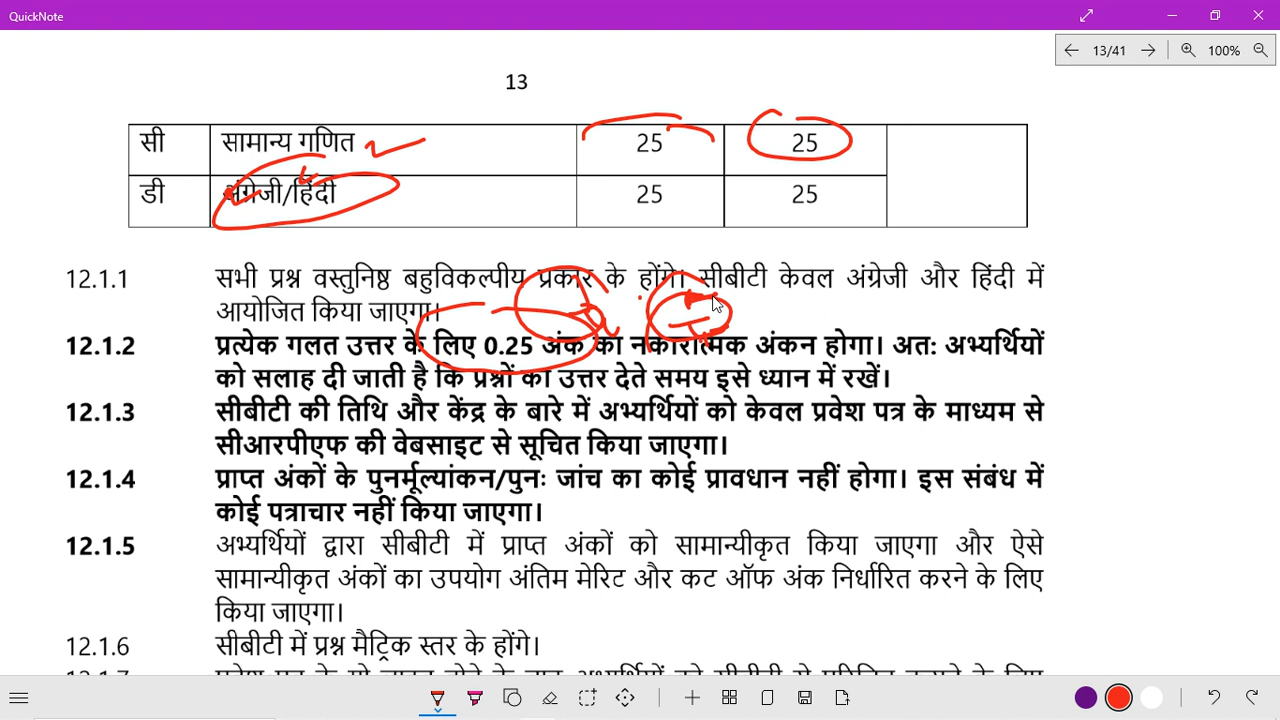 QuickNote
13/41 100%
13
सी सामान्य गणित 25 25
डी अंग्रेजी/हिंदी 25 25
12.1.1 सभी प्रश्न वस्तुनिष्ठ बहुविकल्पीय प्रकार के होंगे। सीबीटी केवल अंग्रेजी और हिंदी में
आयोजित किया जाएगा।
12.1.2 प्रत्येक गलत उत्तर के लिए 0.25 अंक का नकारात्मक अंकन होगा। अत: अभ्यर्थियों
को सलाह दी जाती है कि प्रश्नों का उत्तर देते समय इसे ध्यान में रखें।
12.1.3 सीबीटी की तिथि और केंद्र के बारे में अभ्यर्थियों को केवल प्रवेश पत्र के माध्यम से
सीआरपीएफ की वेबसाइट से सूचित किया जाएगा।
12.1.4 प्राप्त अंकों के पुनर्मूल्यांकन/पुनः जांच का कोई प्रावधान नहीं होगा। इस संबंध में
कोई पत्राचार नहीं किया जाएगा।
12.1.5 अभ्यर्थियों द्वारा सीबीटी में प्राप्त अंकों को सामान्यीकृत किया जाएगा और ऐसे
सामान्यीकृत अंकों का उपयोग अंतिम मेरिट और कट ऑफ अंक निर्धारित करने के लिए
किया जाएगा।
12.1.6 सीबीटी में प्रश्न मैट्रिक स्तर के होंगे।